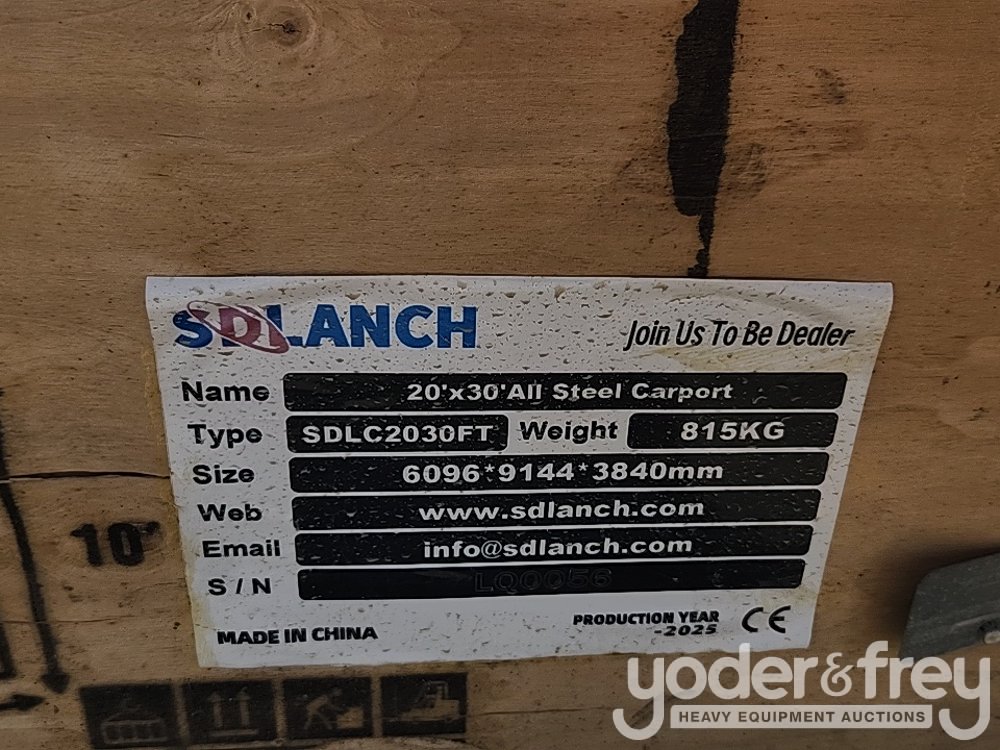 SDLANCH
Join Us To Be Dealer
Name 20'x30'All Steel Carport
Type SDLC2030FT Weight 815KG
Size 6096*9144*3840mm
Web www.sdlanch.com
Email info@sdlanch.com
S / N LQ0056
MADE IN CHINA
PRODUCTION YEAR
-2025
CE
10°
yoder&frey
HEAVY EQUIPMENT AUCTIONS